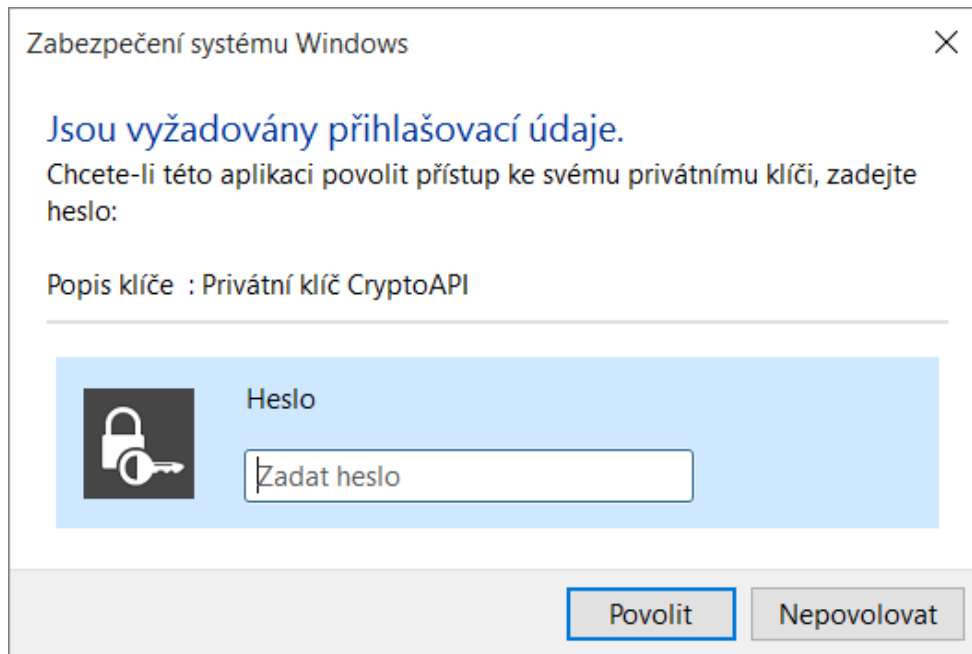 Zabezpečení systému Windows
Jsou vyžadovány přihlašovací údaje.
Chcete-li této aplikaci povolit přístup ke svému privátnímu klíči, zadejte
heslo:
Popis klíče : Privátní klíč CryptoAPI
Heslo
Zadat heslo
Povolit Nepovolovat